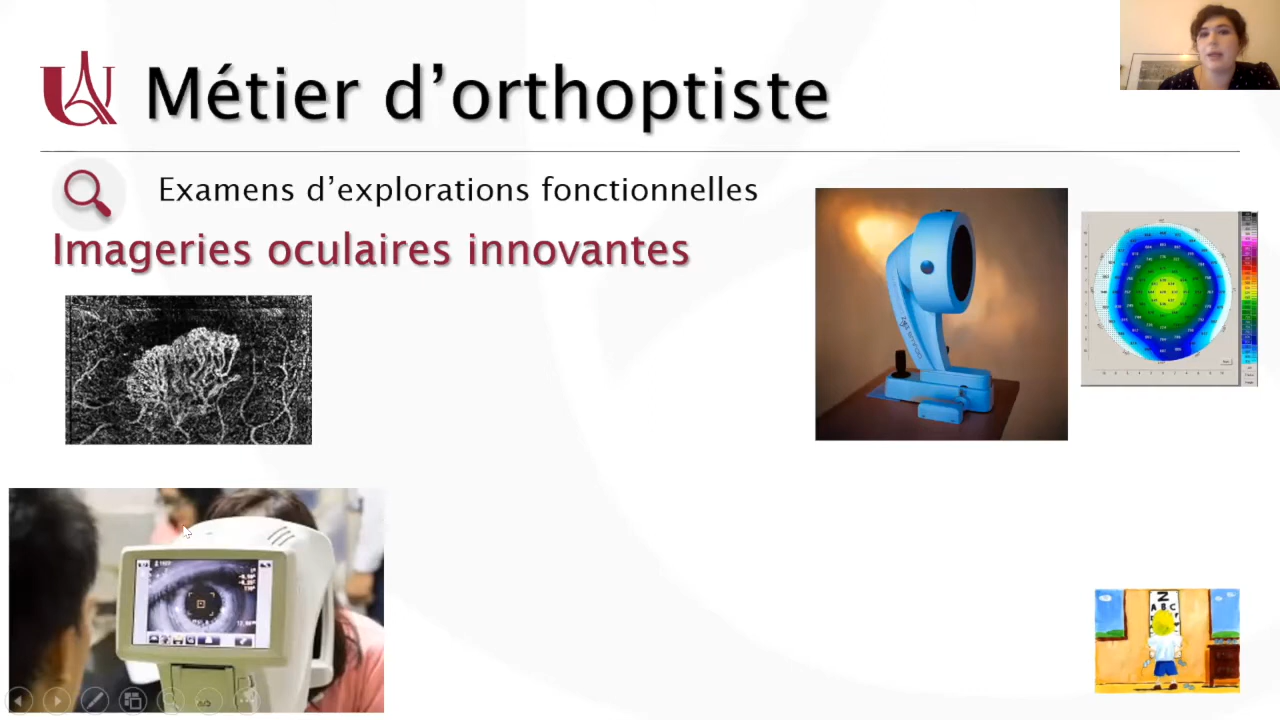 Métier d'orthoptiste
Examens d'explorations fonctionnelles
Imageries oculaires innovantes
Z
A B C